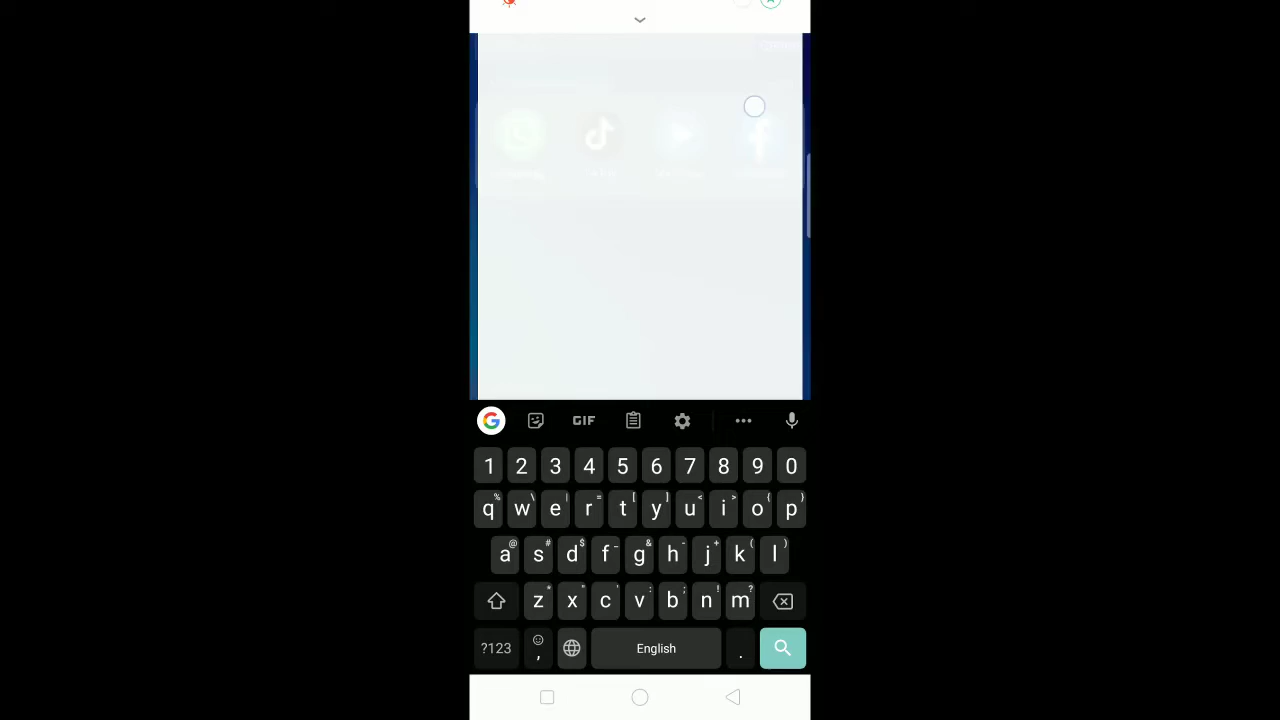 GIF
1 2 3 4 5 6 7 8 9 0
q % w \ e | r = t [ y ] u < i > o { p }
a @ s # d $ f _ g & h - j + k ( l )
z * x " c ' v : b ; n ! m ?
?123 , English .